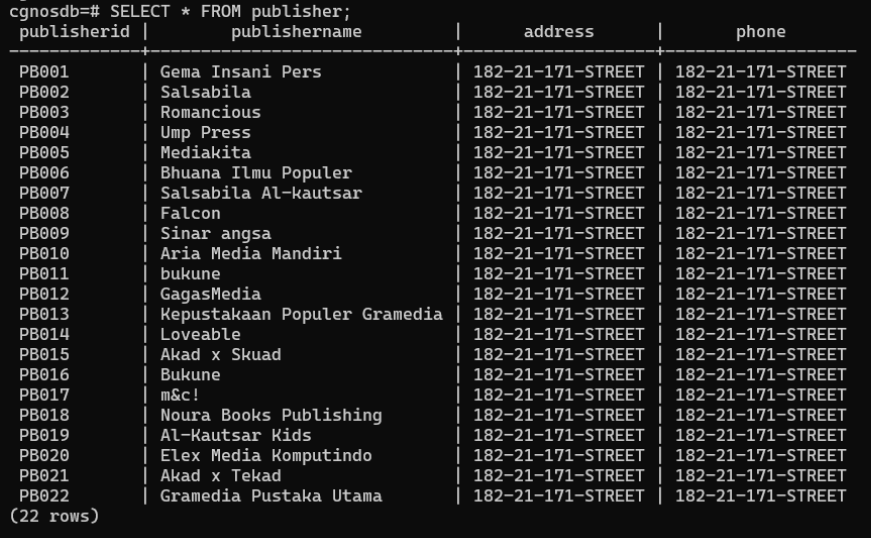 cgnosdb=# SELECT * FROM publisher;
 publisherid |        publishername         |      address       |       phone
-------------+------------------------------+--------------------+-------------------
 PB001       | Gema Insani Pers             | 182-21-171-STREET | 182-21-171-STREET
 PB002       | Salsabila                    | 182-21-171-STREET | 182-21-171-STREET
 PB003       | Romancious                   | 182-21-171-STREET | 182-21-171-STREET
 PB004       | Ump Press                    | 182-21-171-STREET | 182-21-171-STREET
 PB005       | Mediakita                    | 182-21-171-STREET | 182-21-171-STREET
 PB006       | Bhuana Ilmu Populer          | 182-21-171-STREET | 182-21-171-STREET
 PB007       | Salsabila Al-kautsar         | 182-21-171-STREET | 182-21-171-STREET
 PB008       | Falcon                       | 182-21-171-STREET | 182-21-171-STREET
 PB009       | Sinar angsa                  | 182-21-171-STREET | 182-21-171-STREET
 PB010       | Aria Media Mandiri           | 182-21-171-STREET | 182-21-171-STREET
 PB011       | bukune                       | 182-21-171-STREET | 182-21-171-STREET
 PB012       | GagasMedia                   | 182-21-171-STREET | 182-21-171-STREET
 PB013       | Kepustakaan Populer Gramedia | 182-21-171-STREET | 182-21-171-STREET
 PB014       | Loveable                     | 182-21-171-STREET | 182-21-171-STREET
 PB015       | Akad x Skuad                 | 182-21-171-STREET | 182-21-171-STREET
 PB016       | Bukune                       | 182-21-171-STREET | 182-21-171-STREET
 PB017       | m&c!                         | 182-21-171-STREET | 182-21-171-STREET
 PB018       | Noura Books Publishing       | 182-21-171-STREET | 182-21-171-STREET
 PB019       | Al-Kautsar Kids              | 182-21-171-STREET | 182-21-171-STREET
 PB020       | Elex Media Komputindo        | 182-21-171-STREET | 182-21-171-STREET
 PB021       | Akad x Tekad                 | 182-21-171-STREET | 182-21-171-STREET
 PB022       | Gramedia Pustaka Utama       | 182-21-171-STREET | 182-21-171-STREET
(22 rows)